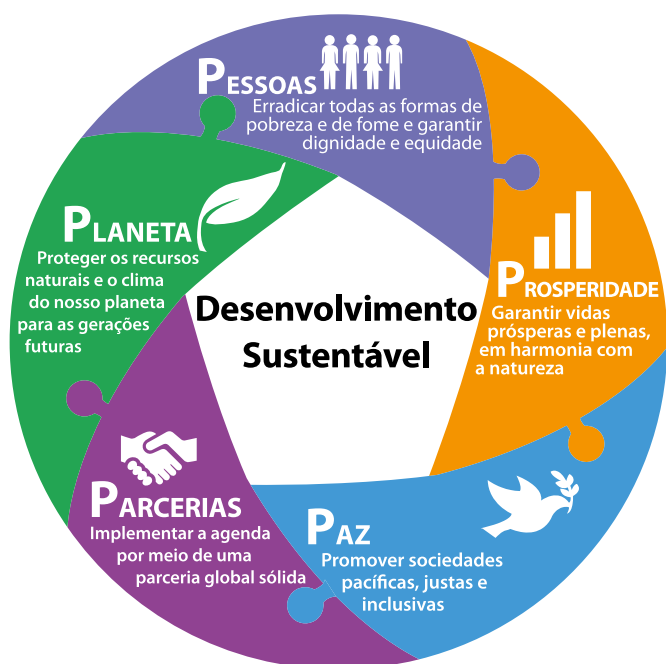 PESSOAS
Erradicar todas as formas de
pobreza e de fome e garantir
dignidade e equidade
PROSPERIDADE
Garantir vidas
prósperas e plenas,
em harmonia com
a natureza
PAZ
Promover sociedades
pacíficas, justas e
inclusivas
PARCERIAS
Implementar a agenda
por meio de uma
parceria global sólida
PLANETA
Proteger os recursos
naturais e o clima
do nosso planeta
para as gerações
futuras
Desenvolvimento
Sustentável